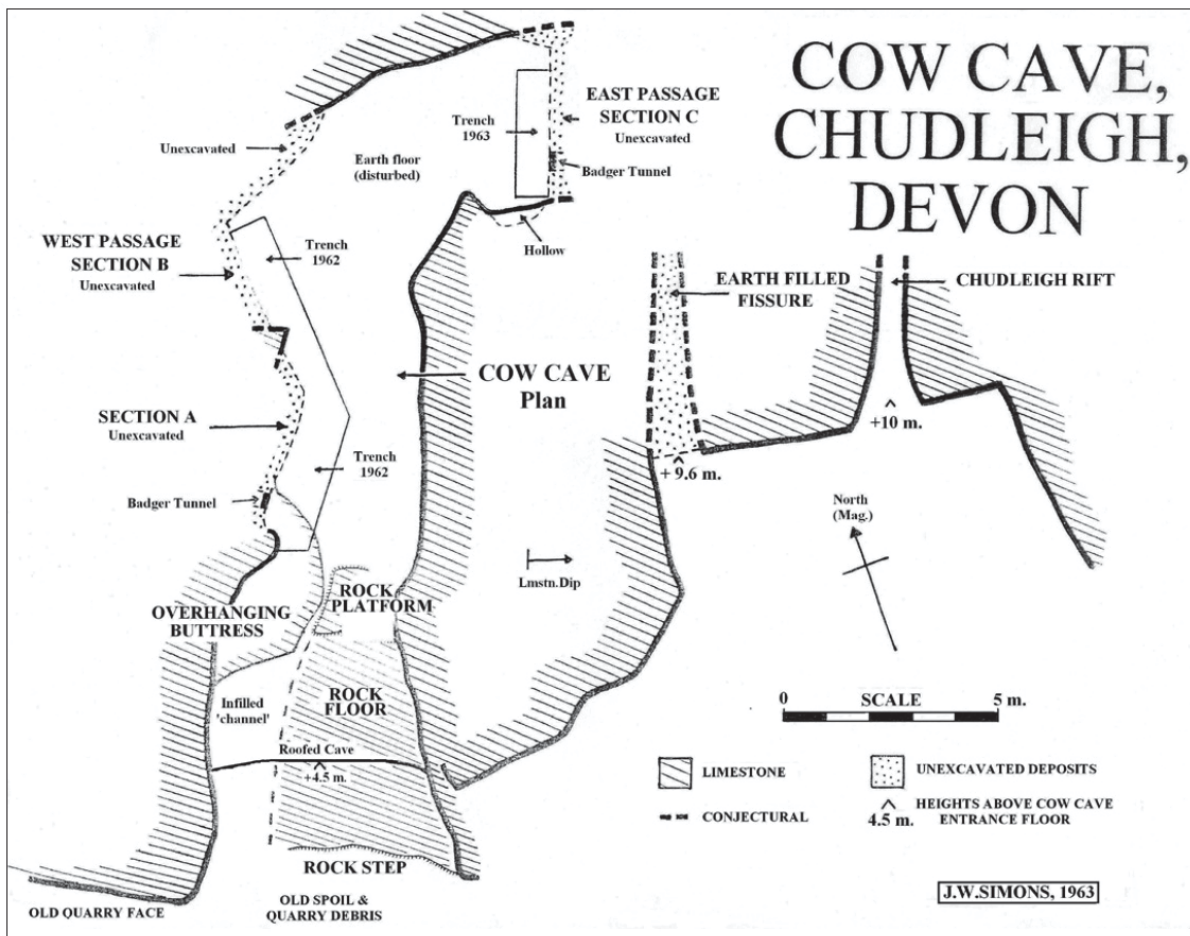 COW CAVE,
CHUDLEIGH,
DEVON
EAST PASSAGE
SECTION C
Unexcavated
Trench
1963
Badger Tunnel
Unexcavated
Earth floor
(disturbed)
Hollow
WEST PASSAGE
SECTION B
Unexcavated
Trench
1962
EARTH FILLED
FISSURE
CHUDLEIGH RIFT
COW CAVE
Plan
SECTION A
Unexcavated
+10 m.
Trench
1962
+ 9.6 m.
Badger Tunnel
North
(Mag.)
Lmstn.Dip
ROCK
PLATFORM
OVERHANGING
BUTTRESS
Infilled
'channel'
ROCK
FLOOR
0 SCALE 5 m.
Roofed Cave
+4.5 m.
LIMESTONE
UNEXCAVATED DEPOSITS
CONJECTURAL
4.5 m.
HEIGHTS ABOVE COW CAVE
ENTRANCE FLOOR
ROCK STEP
OLD QUARRY FACE
OLD SPOIL &
QUARRY DEBRIS
J.W.SIMONS, 1963